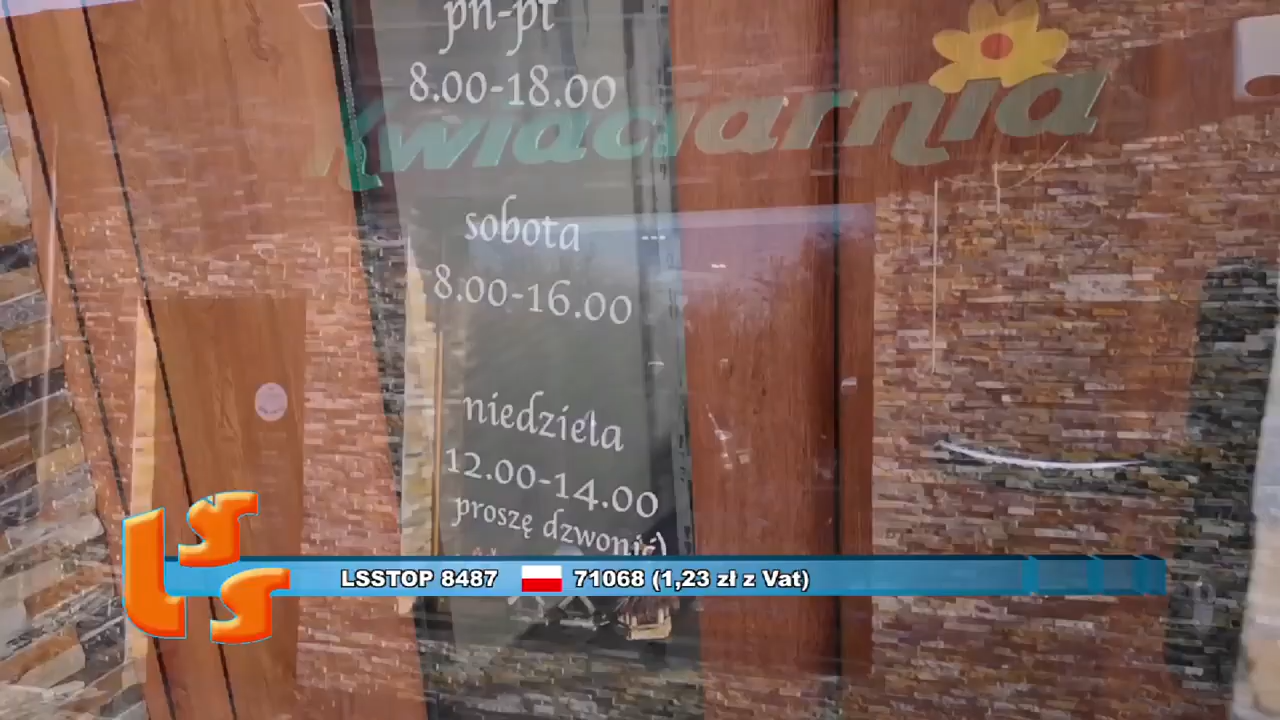 pn-pt
8.00-18.00
Kwiaciarnia
sobota
8.00-16.00
niedziela
12.00-14.00
proszę dzwonić)
LSS
LSSTOP 8487 71068 (1,23 zł z Vat)